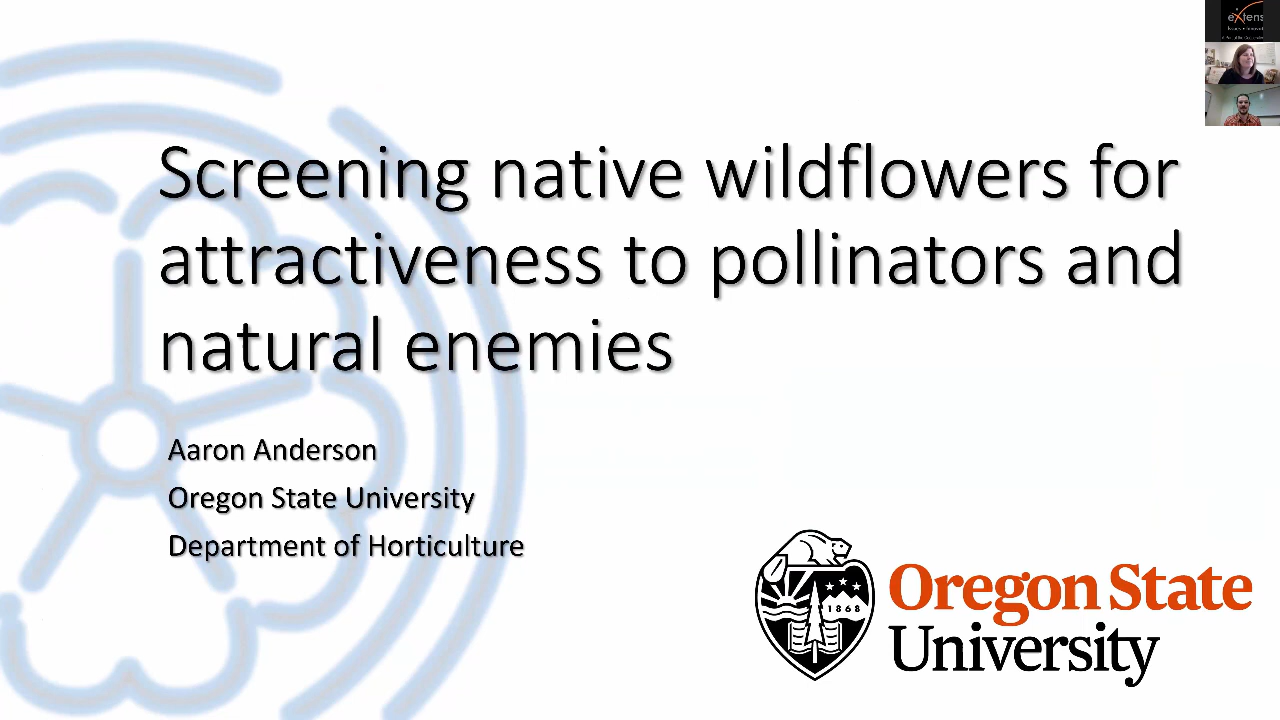 eXtens
Screening native wildflowers for
attractiveness to pollinators and
natural enemies
Aaron Anderson
Oregon State University
Department of Horticulture
1868
Oregon State
University